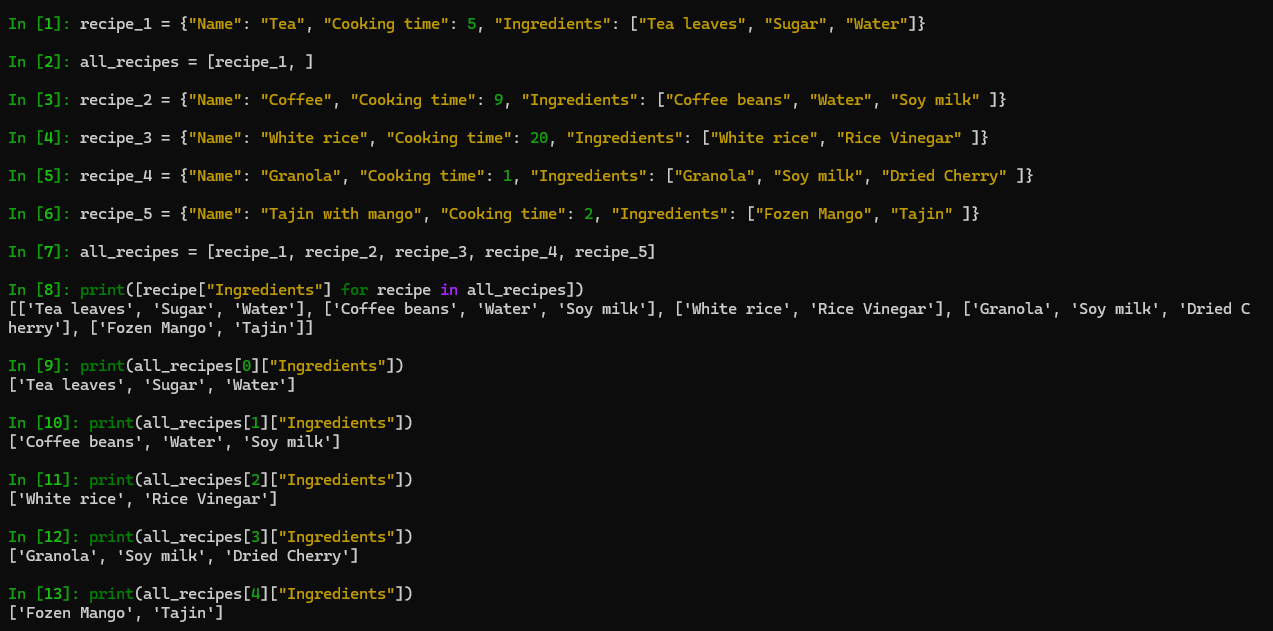 In [1]: recipe_1 = {"Name": "Tea", "Cooking time": 5, "Ingredients": ["Tea leaves", "Sugar", "Water"]}
In [2]: all_recipes = [recipe_1, ]
In [3]: recipe_2 = {"Name": "Coffee", "Cooking time": 9, "Ingredients": ["Coffee beans", "Water", "Soy milk" ]}
In [4]: recipe_3 = {"Name": "White rice", "Cooking time": 20, "Ingredients": ["White rice", "Rice Vinegar" ]}
In [5]: recipe_4 = {"Name": "Granola", "Cooking time": 1, "Ingredients": ["Granola", "Soy milk", "Dried Cherry" ]}
In [6]: recipe_5 = {"Name": "Tajin with mango", "Cooking time": 2, "Ingredients": ["Fozen Mango", "Tajin" ]}
In [7]: all_recipes = [recipe_1, recipe_2, recipe_3, recipe_4, recipe_5]
In [8]: print([recipe["Ingredients"] for recipe in all_recipes])
[['Tea leaves', 'Sugar', 'Water'], ['Coffee beans', 'Water', 'Soy milk'], ['White rice', 'Rice Vinegar'], ['Granola', 'Soy milk', 'Dried C
herry'], ['Fozen Mango', 'Tajin']]
In [9]: print(all_recipes[0]["Ingredients"])
['Tea leaves', 'Sugar', 'Water']
In [10]: print(all_recipes[1]["Ingredients"])
['Coffee beans', 'Water', 'Soy milk']
In [11]: print(all_recipes[2]["Ingredients"])
['White rice', 'Rice Vinegar']
In [12]: print(all_recipes[3]["Ingredients"])
['Granola', 'Soy milk', 'Dried Cherry']
In [13]: print(all_recipes[4]["Ingredients"])
['Fozen Mango', 'Tajin']